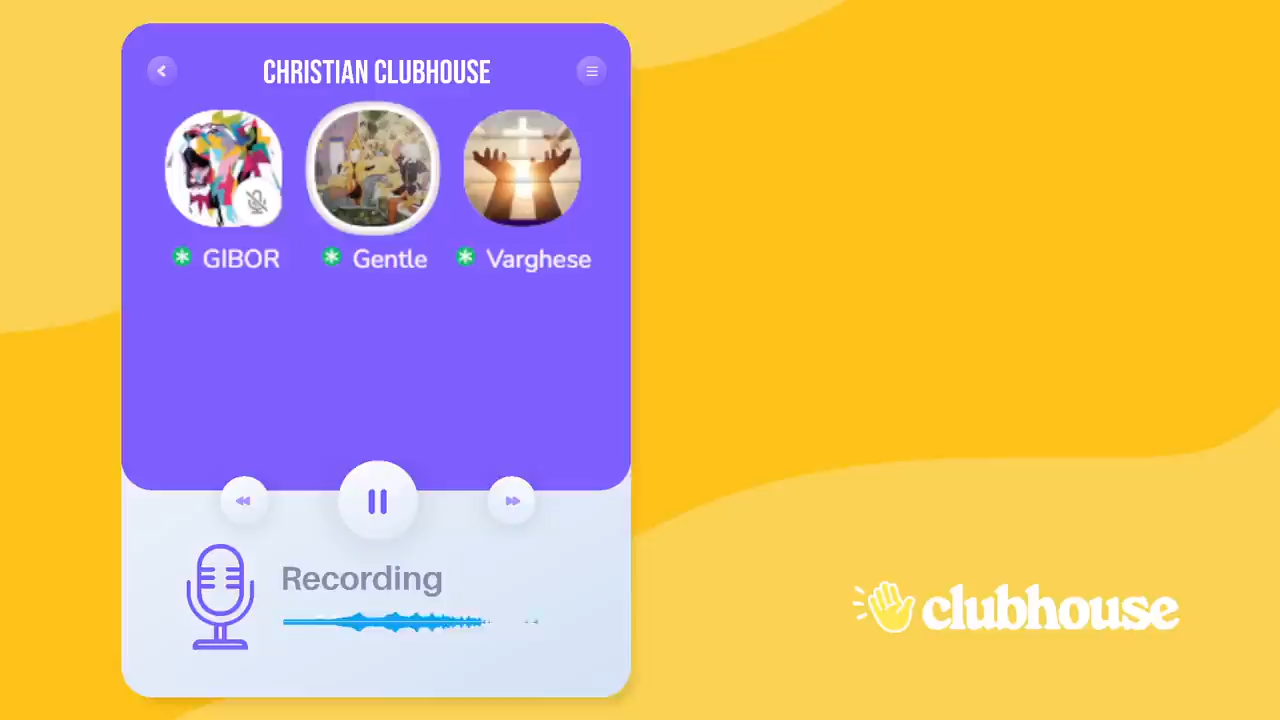 CHRISTIAN CLUBHOUSE
GIBOR
Gentle
Varghese
Recording
clubhouse